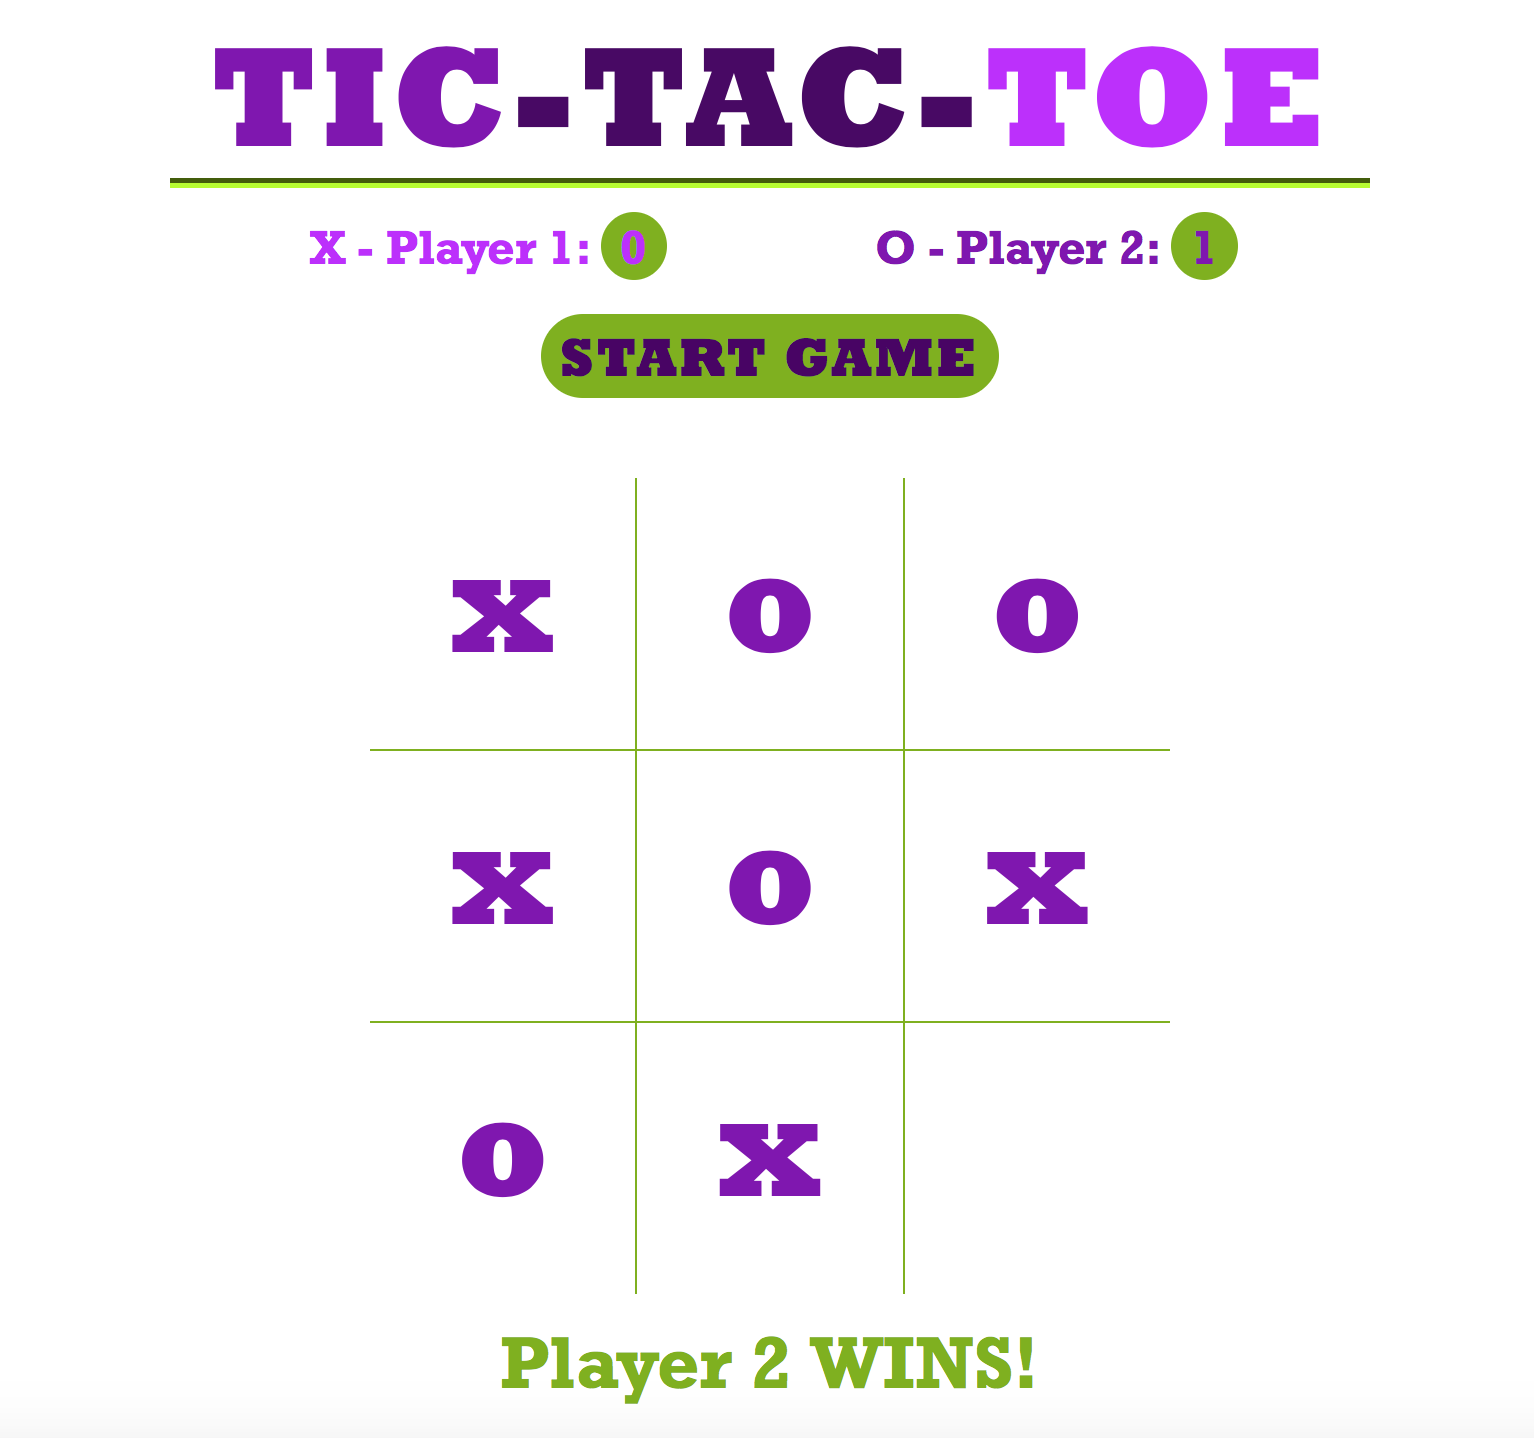 TIC-TAC-TOE
X - Player 1: 0 O - Player 2: 1
START GAME
X O O
X O X
O X
Player 2 WINS!